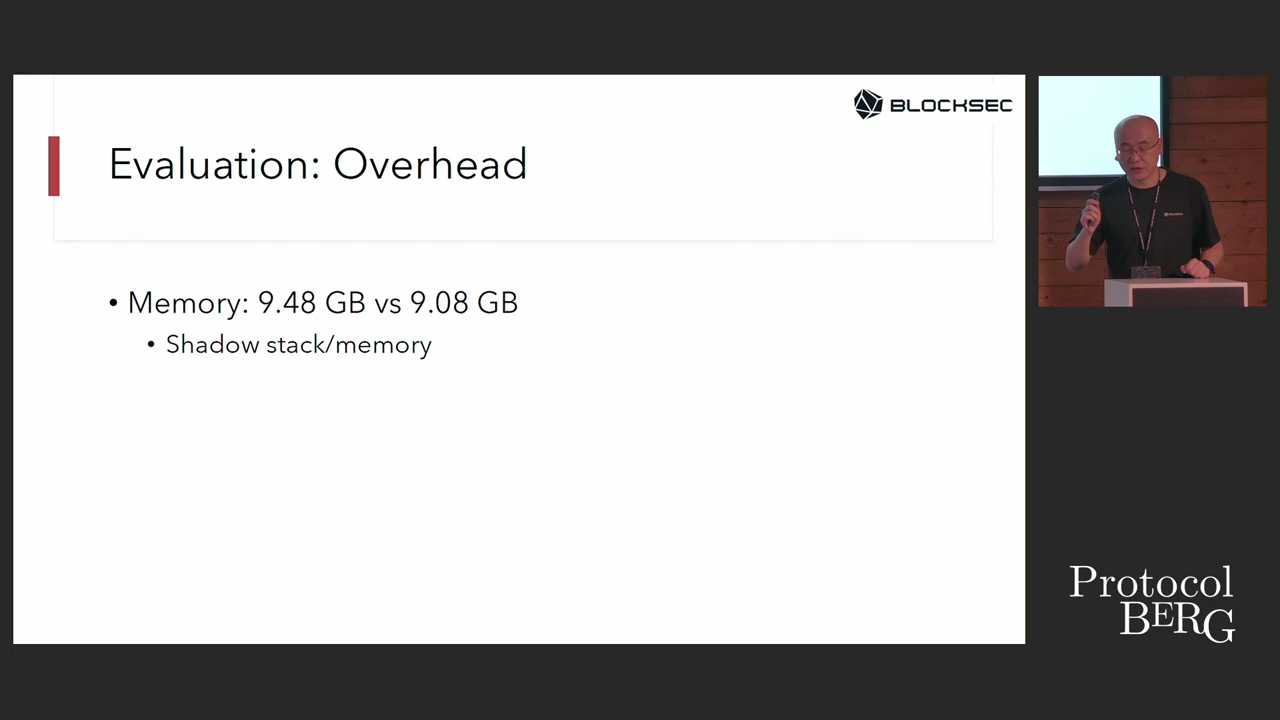 BLOCKSEC
Evaluation: Overhead
• Memory: 9.48 GB vs 9.08 GB
• Shadow stack/memory
Protocol
BERG